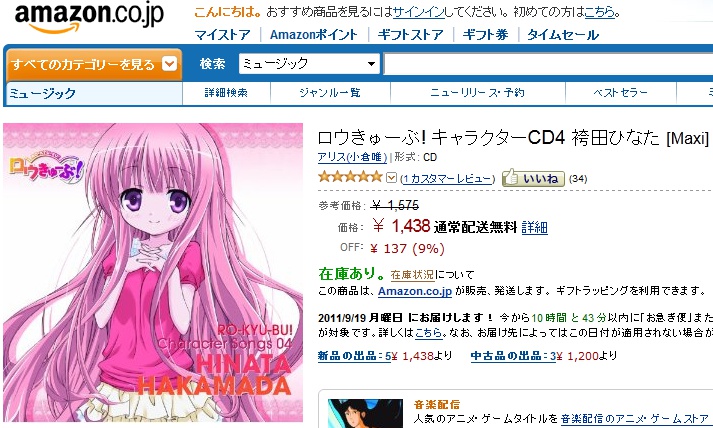 amazon.co.jp
こんにちは。おすすめ商品を見るにはサインインしてください。初めての方はこちら。
マイストア | Amazonポイント | ギフトストア | ギフト券 | タイムセール
すべてのカテゴリーを見る
検索 ミュージック
ミュージック 詳細検索 ジャンル一覧 ニューリリース・予約 ベストセラー
ロウきゅーぶ!
RO-KYU-BU!
Character Songs 04
HINATA
HAKAMADA
ロウきゅーぶ! キャラクターCD4 袴田ひなた [Maxi]
アリス(小倉唯) | 形式: CD
(1 カスタマーレビュー) いいね (34)
参考価格: ￥ 1,575
価格: ￥ 1,438 通常配送無料 詳細
OFF: ￥ 137 (9%)
在庫あり。 在庫状況について
この商品は、Amazon.co.jp が販売、発送します。 ギフトラッピングを利用できます。
2011/9/19 月曜日 にお届けします! 今から10 時間 と 43 分以内に「お急ぎ便」また
が対象です。詳しくはこちら。なお、お届け先によってはこの日付が適用されない場合が
新品の出品：5￥ 1,438より 中古品の出品：3￥ 1,200より
音楽配信
人気のアニメ・ゲームタイトルを 音楽配信のアニメ・ゲームストア